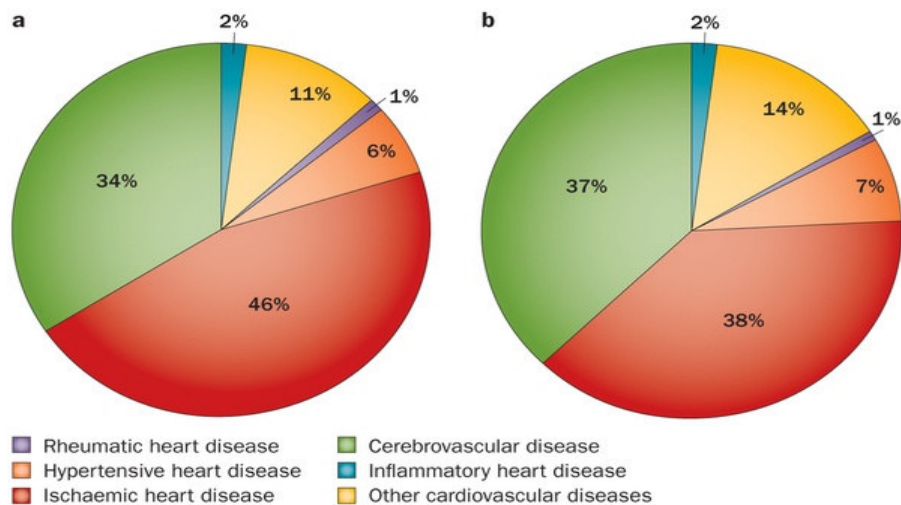 a
2%
11%
1%
6%
34%
46%
b
2%
14%
1%
7%
37%
38%
Rheumatic heart disease
Hypertensive heart disease
Ischaemic heart disease
Cerebrovascular disease
Inflammatory heart disease
Other cardiovascular diseases